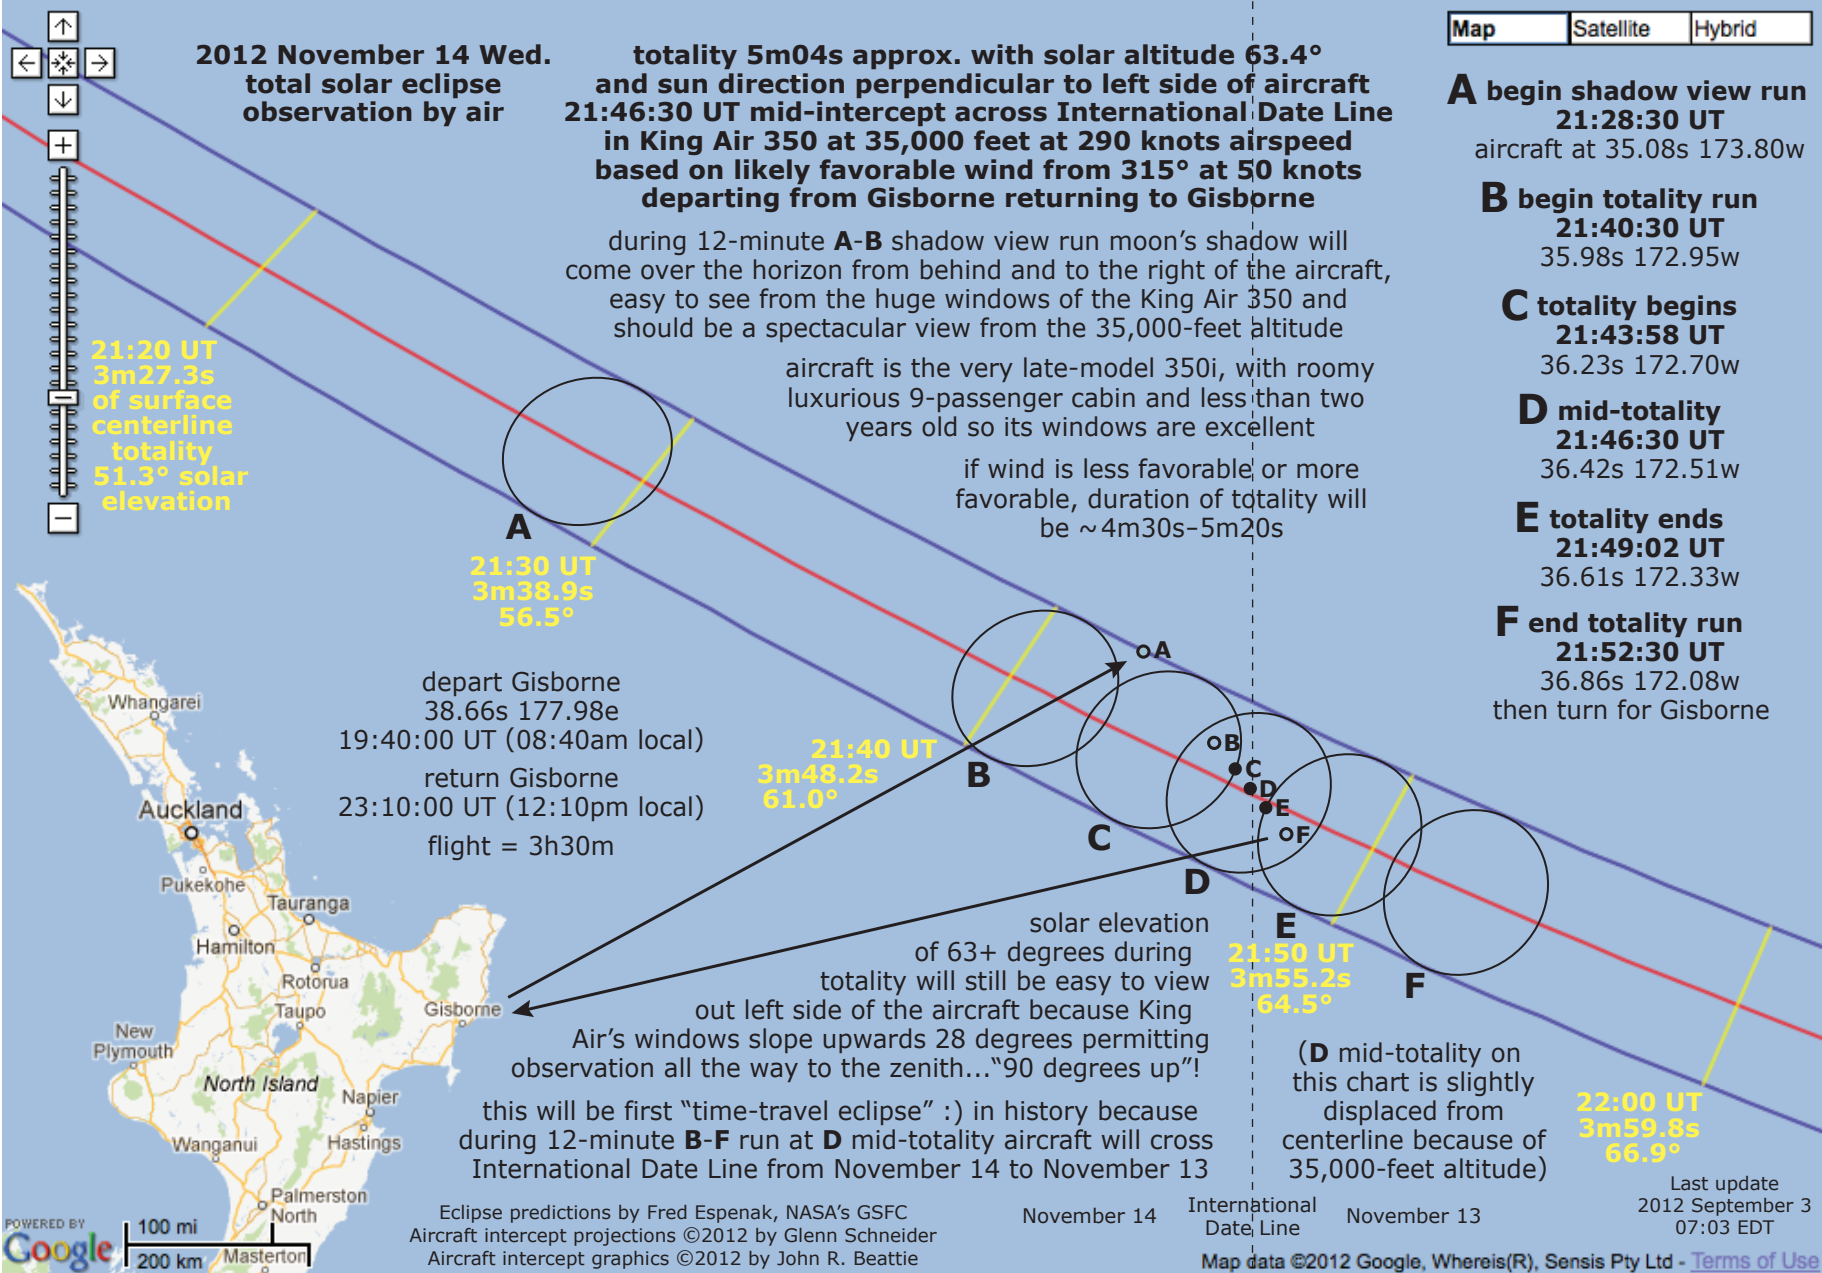 2012 November 14 Wed.
total solar eclipse
observation by air
totality 5m04s approx. with solar altitude 63.4°
and sun direction perpendicular to left side of aircraft
21:46:30 UT mid-intercept across International Date Line
in King Air 350 at 35,000 feet at 290 knots airspeed
based on likely favorable wind from 315° at 50 knots
departing from Gisborne returning to Gisborne
during 12-minute A-B shadow view run moon's shadow will
come over the horizon from behind and to the right of the aircraft,
easy to see from the huge windows of the King Air 350 and
should be a spectacular view from the 35,000-feet altitude
aircraft is the very late-model 350i, with roomy
luxurious 9-passenger cabin and less than two
years old so its windows are excellent
if wind is less favorable or more
favorable, duration of totality will
be ~4m30s–5m20s
Map
Satellite
Hybrid
A begin shadow view run
21:28:30 UT
aircraft at 35.08s 173.80w
B begin totality run
21:40:30 UT
35.98s 172.95w
C totality begins
21:43:58 UT
36.23s 172.70w
D mid-totality
21:46:30 UT
36.42s 172.51w
E totality ends
21:49:02 UT
36.61s 172.33w
F end totality run
21:52:30 UT
36.86s 172.08w
then turn for Gisborne
21:20 UT
3m27.3s
of surface
centerline
totality
51.3° solar
elevation
A
21:30 UT
3m38.9s
56.5°
A
B
C
D
E
F
depart Gisborne
38.66s 177.98e
19:40:00 UT (08:40am local)
return Gisborne
23:10:00 UT (12:10pm local)
flight = 3h30m
21:40 UT
3m48.2s
61.0°
B
C
D
E
F
21:50 UT
3m55.2s
64.5°
solar elevation
of 63+ degrees during
totality will still be easy to view
out left side of the aircraft because King
Air's windows slope upwards 28 degrees permitting
observation all the way to the zenith..."90 degrees up"!
this will be first "time-travel eclipse" :) in history because
during 12-minute B-F run at D mid-totality aircraft will cross
International Date Line from November 14 to November 13
(D mid-totality on
this chart is slightly
displaced from
centerline because of
35,000-feet altitude)
22:00 UT
3m59.8s
66.9°
Whangarei
Auckland
Pukekohe
Tauranga
Hamilton
Rotorua
Taupo
Gisborne
New
Plymouth
North Island
Napier
Wanganui
Hastings
Palmerston
North
Masterton
POWERED BY
Google
100 mi
200 km
Eclipse predictions by Fred Espenak, NASA's GSFC
Aircraft intercept projections ©2012 by Glenn Schneider
Aircraft intercept graphics ©2012 by John R. Beattie
November 14
International
Date Line
November 13
Last update
2012 September 3
07:03 EDT
Map data ©2012 Google, Whereis(R), Sensis Pty Ltd - Terms of Use